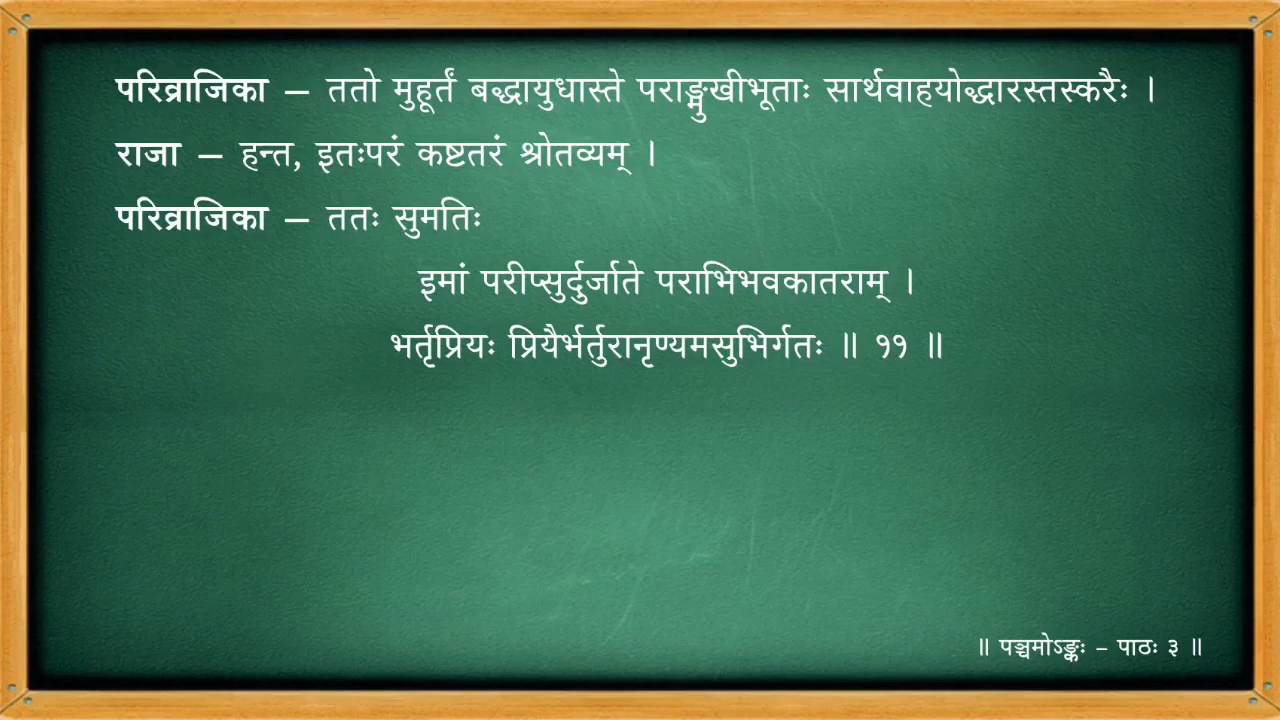 परिव्राजिका – ततो मुहूर्तं बद्धायुधास्ते पराङ्मुखीभूताः सार्थवाहयोद्धारस्तस्करैः ।
राजा – हन्त, इतःपरं कष्टतरं श्रोतव्यम् ।
परिव्राजिका – ततः सुमतिः
इमां परीप्सुर्दुर्जाते पराभिभवकातराम् ।
भर्तृप्रियः प्रियैर्भर्तुरानृण्यमसुभिर्गतः ॥ ११ ॥
॥ पञ्चमोऽङ्कः – पाठः ३ ॥